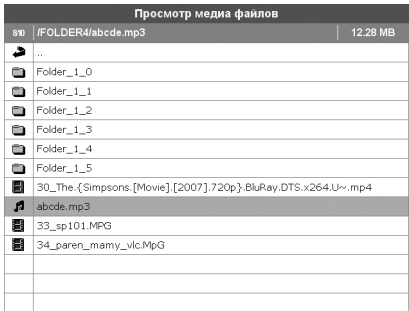 Просмотр медиа файлов
8\10 /FOLDER4/abcde.mp3 12.28 MB
..
Folder_1_0
Folder_1_1
Folder_1_2
Folder_1_3
Folder_1_4
Folder_1_5
30_The.{Simpsons.[Movie].[2007].720p}.BluRay.DTS.x264.U~.mp4
abcde.mp3
33_sp101.MPG
34_paren_mamy_vlc.MpG